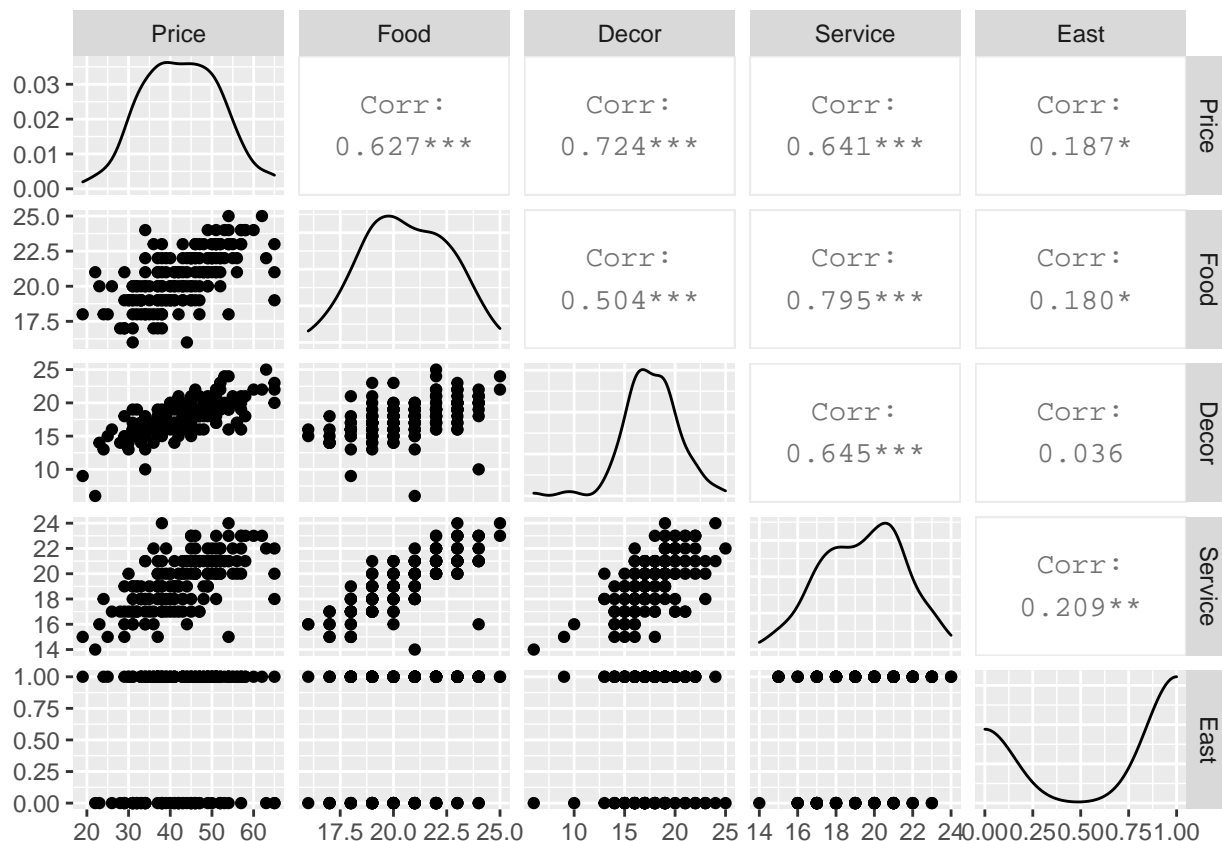 Price Food Decor Service East
0.03
0.02
0.01
0.00
Corr:
0.627***
Corr:
0.724***
Corr:
0.641***
Corr:
0.187*
Price
25.0
22.5
20.0
17.5
Corr:
0.504***
Corr:
0.795***
Corr:
0.180*
Food
25
20
15
10
Corr:
0.645***
Corr:
0.036
Decor
24
22
20
18
16
14
Corr:
0.209**
Service
1.00
0.75
0.50
0.25
0.00
East
20 30 40 50 60 17.5 20.0 22.5 25.0 10 15 20 25 14 16 18 20 22 24 0.00 0.25 0.50 0.75 1.00